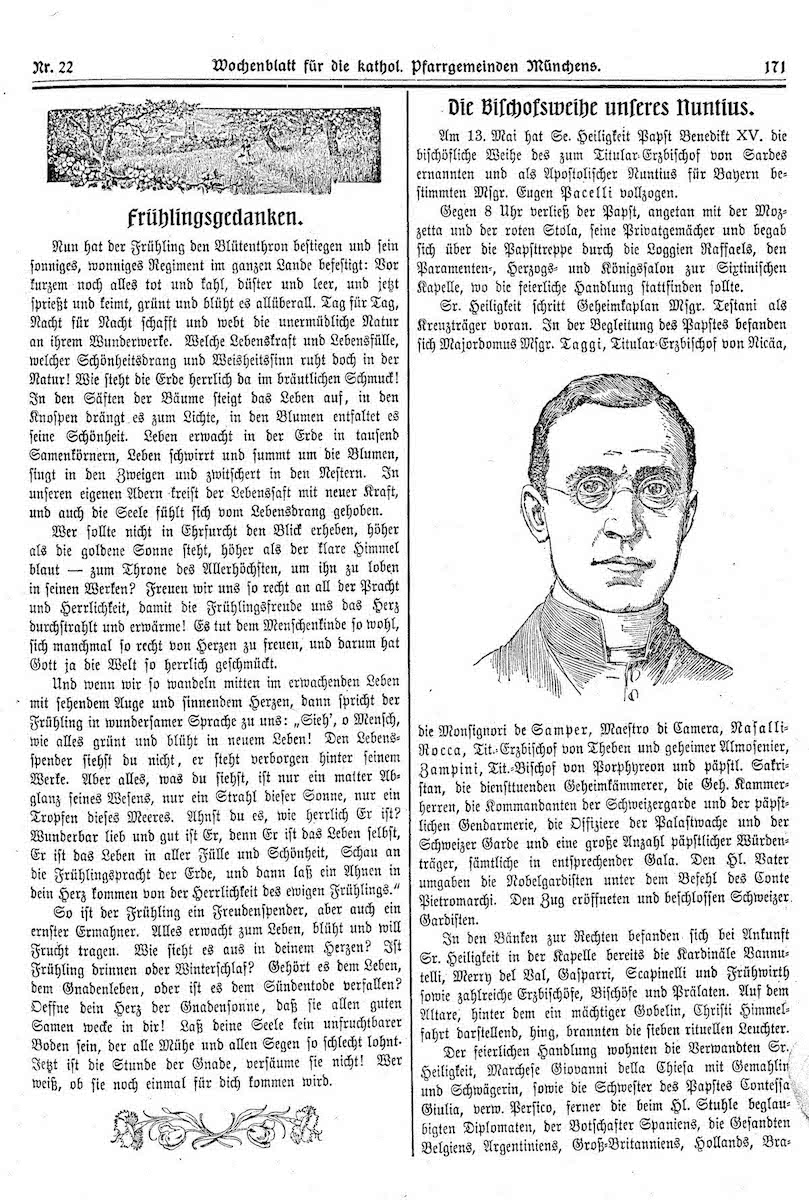 Nr. 22
Wochenblatt für die kathol. Pfarrgemeinden Münchens.
171
Frühlingsgedanken.
Nun hat der Frühling den Blütenthron bestiegen und sein
sonniges, wonniges Regiment im ganzen Lande befestigt: Vor
kurzem noch alles tot und kahl, düster und leer, und jetzt
sprießt und keimt, grünt und blüht es allüberall. Tag für Tag,
Nacht für Nacht schafft und webt die unermüdliche Natur
an ihrem Wunderwerke. Welche Lebenskraft und Lebensfülle,
welcher Schönheitsdrang und Weisheitssinn ruht doch in der
Natur! Wie steht die Erde herrlich da im bräutlichen Schmuck!
In den Säften der Bäume steigt das Leben auf, in den
Knospen drängt es zum Lichte, in den Blumen entfaltet es
seine Schönheit. Leben erwacht in der Erde in tausend
Samenkörnern, Leben schwirrt und summt um die Blumen,
singt in den Zweigen und zwitschert in den Nestern. In
unseren eigenen Adern kreist der Lebenssaft mit neuer Kraft,
und auch die Seele fühlt sich vom Lebensdrang gehoben.
Wer sollte nicht in Ehrfurcht den Blick erheben, höher
als die goldene Sonne steht, höher als der klare Himmel
blaut — zum Throne des Allerhöchsten, um ihn zu loben
in seinen Werken? Freuen wir uns so recht an all der Pracht
und Herrlichkeit, damit die Frühlingsfreude uns das Herz
durchstrahlt und erwärme! Es tut dem Menschenkinde so wohl,
sich manchmal so recht von Herzen zu freuen, und darum hat
Gott ja die Welt so herrlich geschmückt.
Und wenn wir so wandeln mitten im erwachenden Leben
mit sehendem Auge und sinnendem Herzen, dann spricht der
Frühling in wundersamer Sprache zu uns: „Sieh', o Mensch,
wie alles grünt und blüht in neuem Leben! Den Lebens-
spender siehst du nicht, er steht verborgen hinter seinem
Werke. Aber alles, was du siehst, ist nur ein matter Ab-
glanz seines Wesens, nur ein Strahl dieser Sonne, nur ein
Tropfen dieses Meeres. Ahnst du es, wie herrlich Er ist?
Wunderbar lieb und gut ist Er, denn Er ist das Leben selbst,
Er ist das Leben in aller Fülle und Schönheit, Schau an
die Frühlingspracht der Erde, und dann laß ein Ahnen in
dein Herz kommen von der Herrlichkeit des ewigen Frühlings.“
So ist der Frühling ein Freudenspender, aber auch ein
ernster Ermahner. Alles erwacht zum Leben, blüht und will
Frucht tragen. Wie sieht es aus in deinem Herzen? Ist
Frühling drinnen oder Winterschlaf? Gehört es dem Leben,
dem Gnadenleben, oder ist es dem Sündentode verfallen?
Oeffne dein Herz der Gnadensonne, daß sie allen guten
Samen wecke in dir! Laß deine Seele kein unfruchtbarer
Boden sein, der alle Mühe und allen Segen so schlecht lohnt.
Jetzt ist die Stunde der Gnade, versäume sie nicht! Wer
weiß, ob sie noch einmal für dich kommen wird.
Die Bischofsweihe unseres Nuntius.
Am 13. Mai hat Se. Heiligkeit Papst Benedikt XV. die
bischöfliche Weihe des zum Titular-Erzbischof von Sardes
ernannten und als Apostolischer Nuntius für Bayern be-
stimmten Msgr. Eugen Pacelli vollzogen.
Gegen 8 Uhr verließ der Papst, angetan mit der Moz-
zetta und der roten Stola, seine Privatgemächer und begab
sich über die Papsttreppe durch die Loggien Raffaels, den
Paramenten-, Herzogs- und Königssalon zur Sixtinischen
Kapelle, wo die feierliche Handlung stattfinden sollte.
Sr. Heiligkeit schritt Geheimkaplan Msgr. Testani als
Kreuzträger voran. In der Begleitung des Papstes befanden
sich Majordomus Msgr. Taggi, Titular-Erzbischof von Nicäa,
die Monsignori de Samper, Maestro di Camera, Nasalli-
Rocca, Tit.-Erzbischof von Theben und geheimer Almosenier,
Zampini, Tit.-Bischof von Porphyreon und päpstl. Sakri-
stan, die diensttuenden Geheimkämmerer, die Geh. Kammer-
herren, die Kommandanten der Schweizergarde und der päpst-
lichen Gendarmerie, die Offiziere der Palastwache und der
Schweizer Garde und eine große Anzahl päpstlicher Würden-
träger, sämtliche in entsprechender Gala. Den Hl. Vater
umgaben die Nobelgardisten unter dem Befehl des Conte
Pietromarchi. Den Zug eröffneten und beschlossen Schweizer
Gardisten.
In den Bänken zur Rechten befanden sich bei Ankunft
Sr. Heiligkeit in der Kapelle bereits die Kardinäle Vannu-
telli, Merry del Val, Gasparri, Scapinelli und Frühwirth
sowie zahlreiche Erzbischöfe, Bischöfe und Prälaten. Auf dem
Altare, hinter dem ein mächtiger Gobelin, Christi Himmel-
fahrt darstellend, hing, brannten die sieben rituellen Leuchter.
Der feierlichen Handlung wohnten die Verwandten Sr.
Heiligkeit, Marchese Giovanni della Chiesa mit Gemahlin
und Schwägerin, sowie die Schwester des Papstes Contessa
Giulia, verw. Persico, ferner die beim Hl. Stuhle beglau-
bigten Diplomaten, der Botschafter Spaniens, die Gesandten
Belgiens, Argentiniens, Groß-Britanniens, Hollands, Bra-